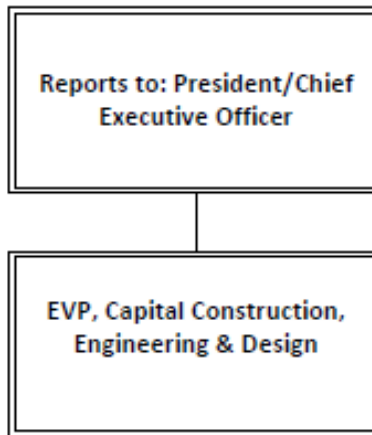 Reports to: President/Chief
Executive Officer
EVP, Capital Construction,
Engineering & Design